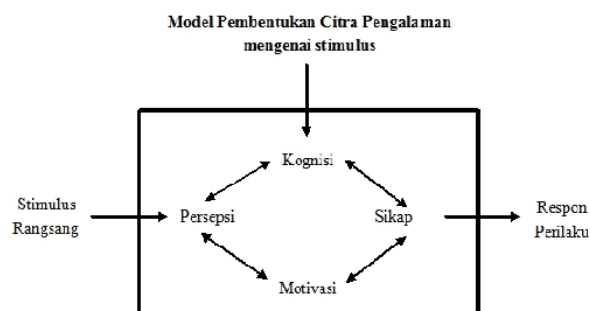 Model Pembentukan Citra Pengalaman
mengenai stimulus
Kognisi
Stimulus
Rangsang
Persepsi
Sikap
Respon
Perilaku
Motivasi